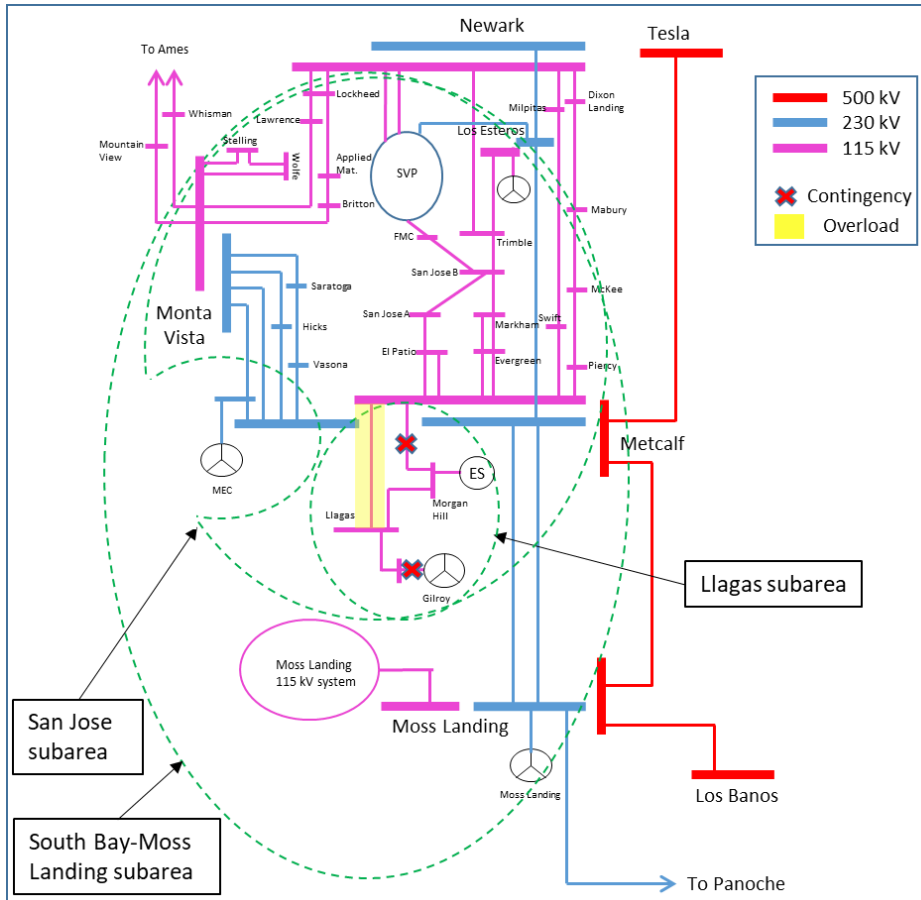 Newark
Tesla
To Ames
Whisman
Mountain
View
Lockheed
Lawrence
Stelling
Wolfe
Applied
Mat.
Britton
SVP
Milpitas
Dixon
Landing
Los Esteros
500 kV
230 kV
115 kV
Contingency
Overload
FMC
Trimble
Mabury
San Jose B
San Jose A
Markham
Swift
McKee
El Patio
Evergreen
Piercy
Monta
Vista
Saratoga
Hicks
Vasona
MEC
Metcalf
ES
Morgan
Hill
Llagas
Gilroy
Llagas subarea
Moss Landing
115 kV system
Moss Landing
Moss Landing
Los Banos
San Jose
subarea
South Bay-Moss
Landing subarea
To Panoche